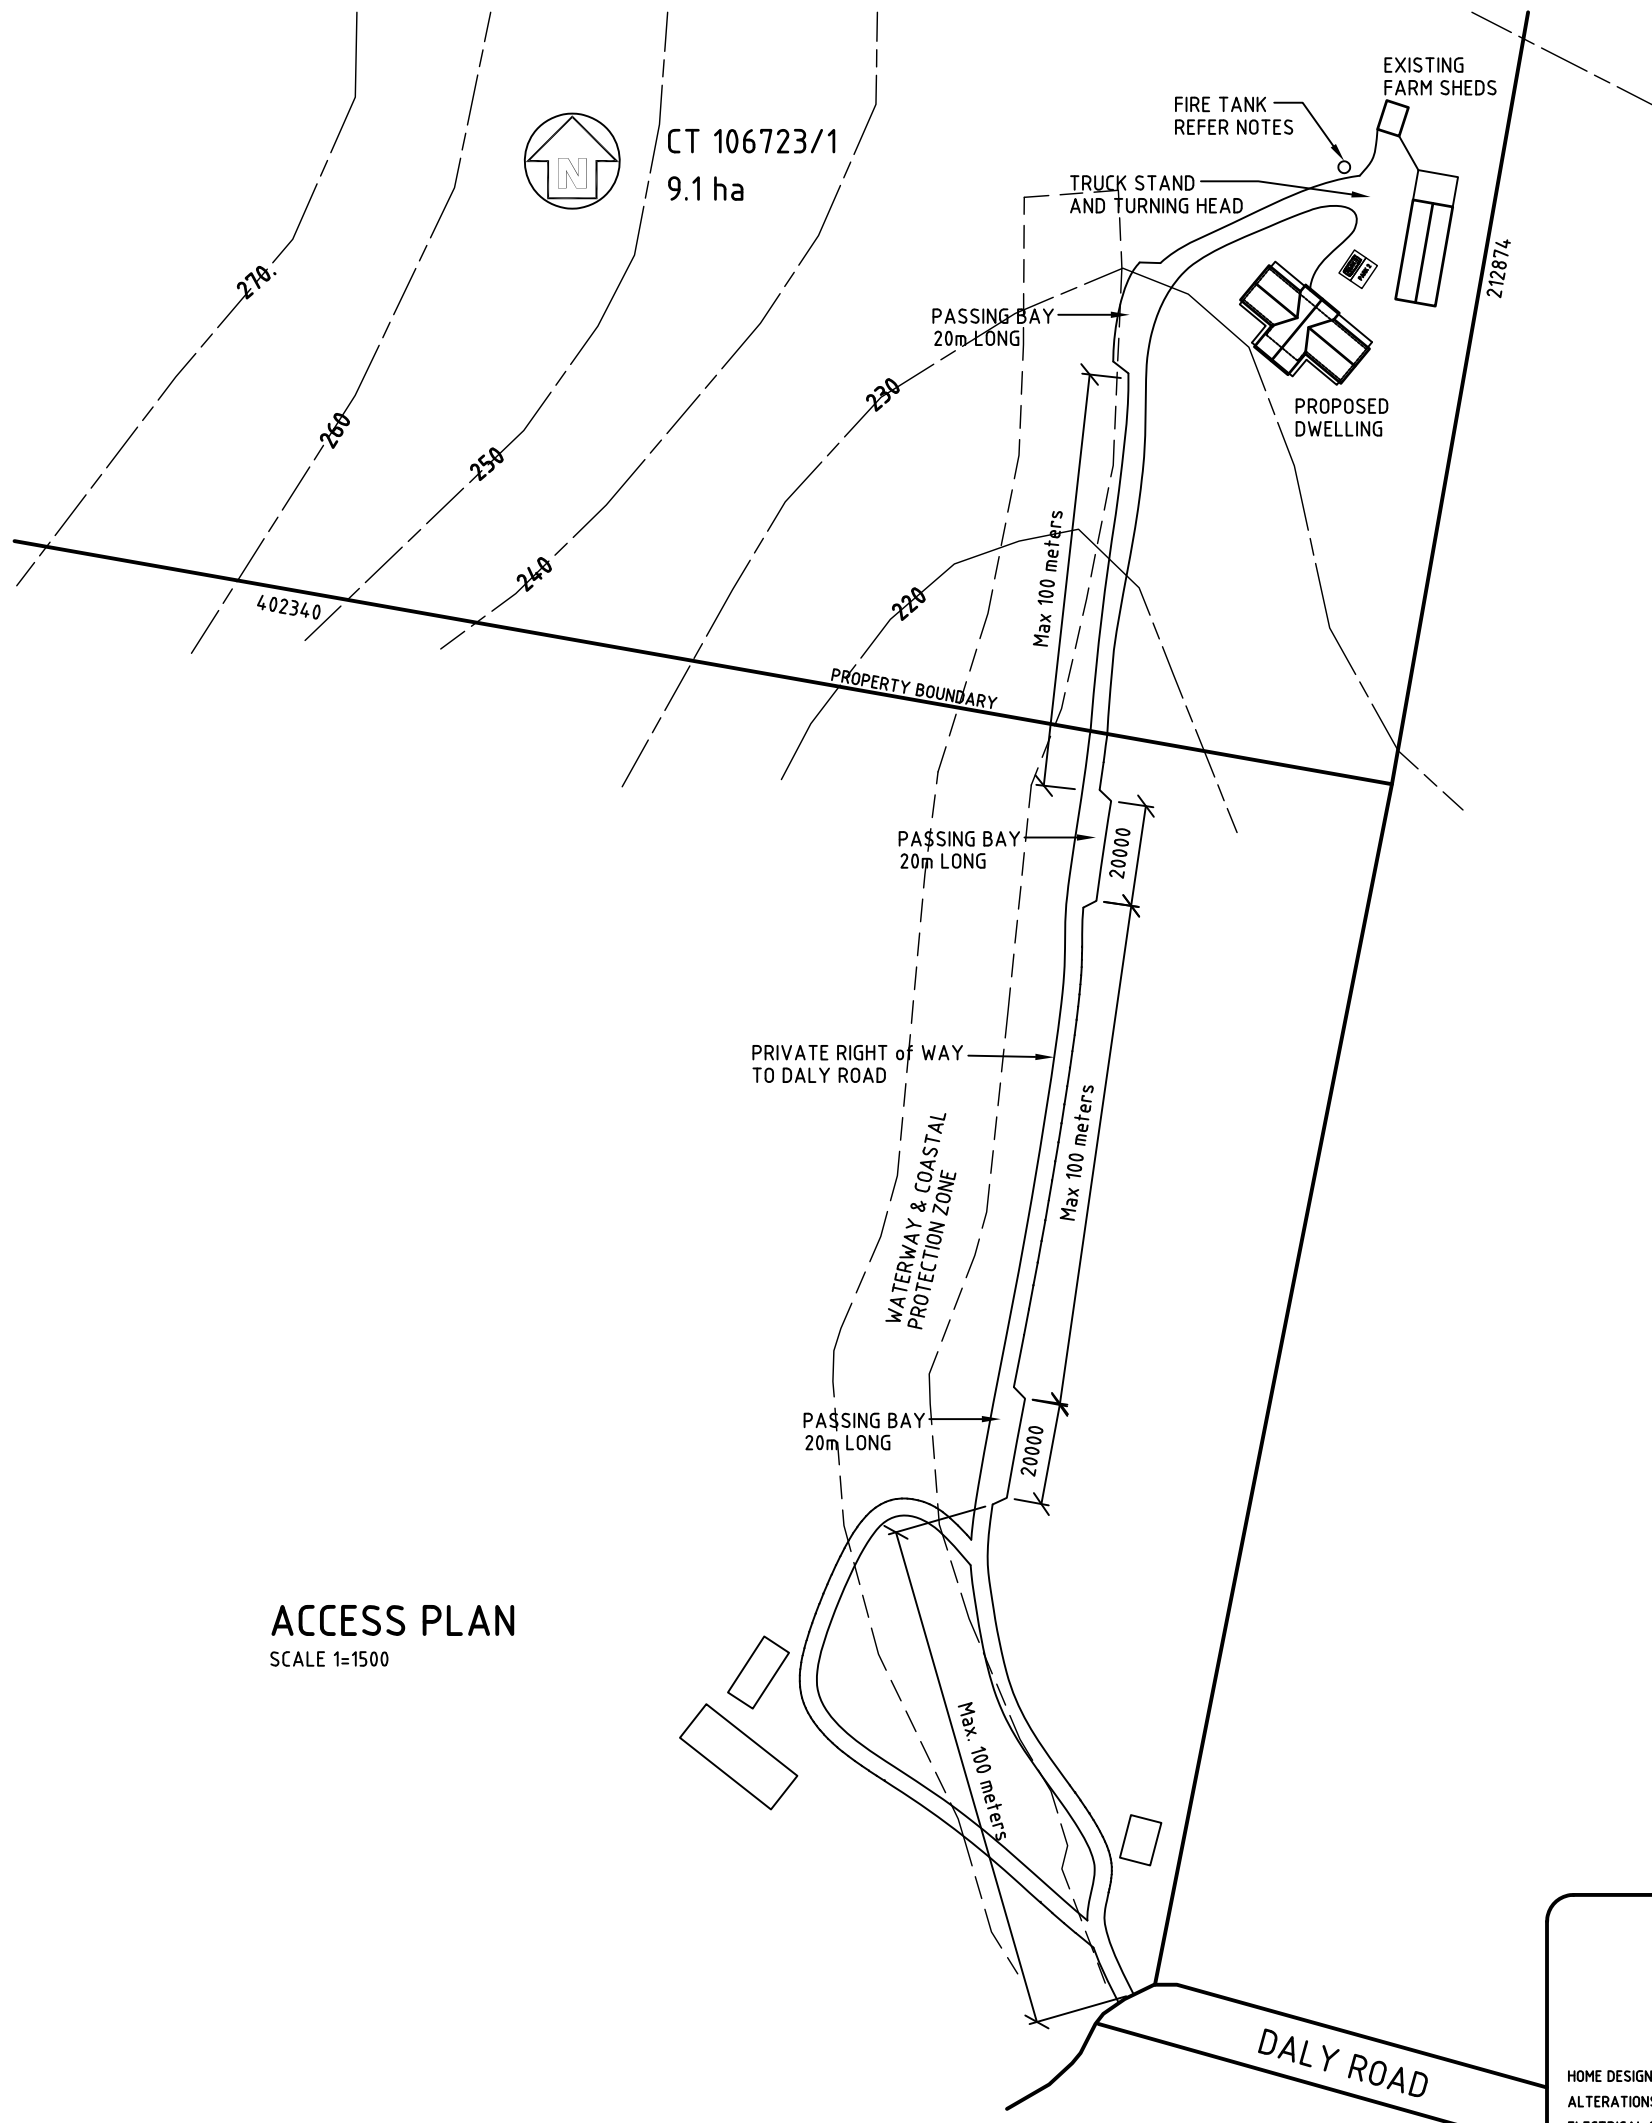 EXISTING
FARM SHEDS
FIRE TANK
REFER NOTES
CT 106723/1
9.1 ha
N
TRUCK STAND
AND TURNING HEAD
212874
270.
PASSING BAY
20m LONG
230
PROPOSED
DWELLING
260
250
Max 100 meters
240
220
402340
PROPERTY BOUNDARY
PASSING BAY
20m LONG
20000
PRIVATE RIGHT of WAY
TO DALY ROAD
Max 100 meters
WATERWAY & COASTAL
PROTECTION ZONE
PASSING BAY
20m LONG
20000
ACCESS PLAN
SCALE 1=1500
Max. 100 meters
DALY ROAD
HOME DESIGN
ALTERATIONS